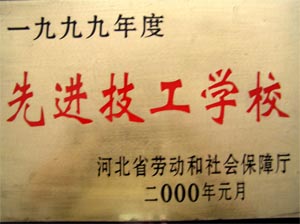 一九九九年度
先进技工学校
河北省劳动和社会保障厅
二000年元月